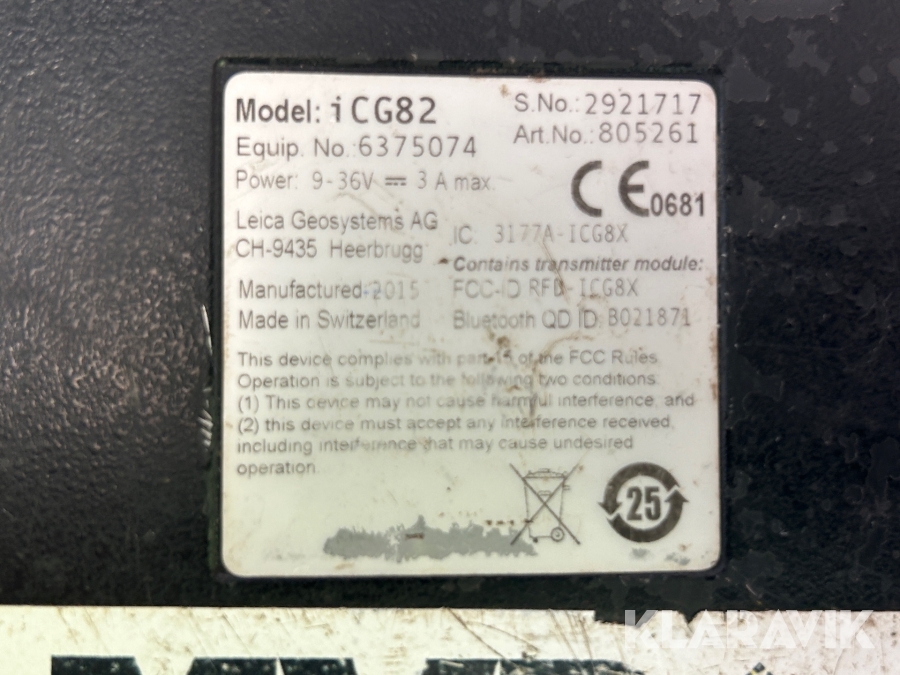 Model: iCG82
S.No.: 2921717
Equip. No.: 6375074
Art.No.: 805261
Power: 9-36V ⎓ 3 A max.
CE 0681
Leica Geosystems AG
CH-9435 Heerbrugg
IC: 3177A-ICG8X
Contains transmitter module:
Manufactured: 2015
FCC-ID RFD-ICG8X
Made in Switzerland
Bluetooth QD ID: B021871
This device complies with part 15 of the FCC Rules.
Operation is subject to the following two conditions:
(1) This device may not cause harmful interference, and
(2) this device must accept any interference received,
including interference that may cause undesired
operation.
25
KLARAVIK